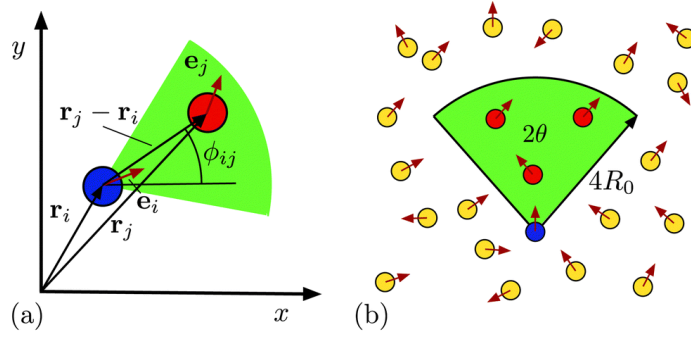 y
e_j
r_j − r_i
ϕ_ij
e_i
r_i
r_j
(a)
x
2θ
4R_0
(b)